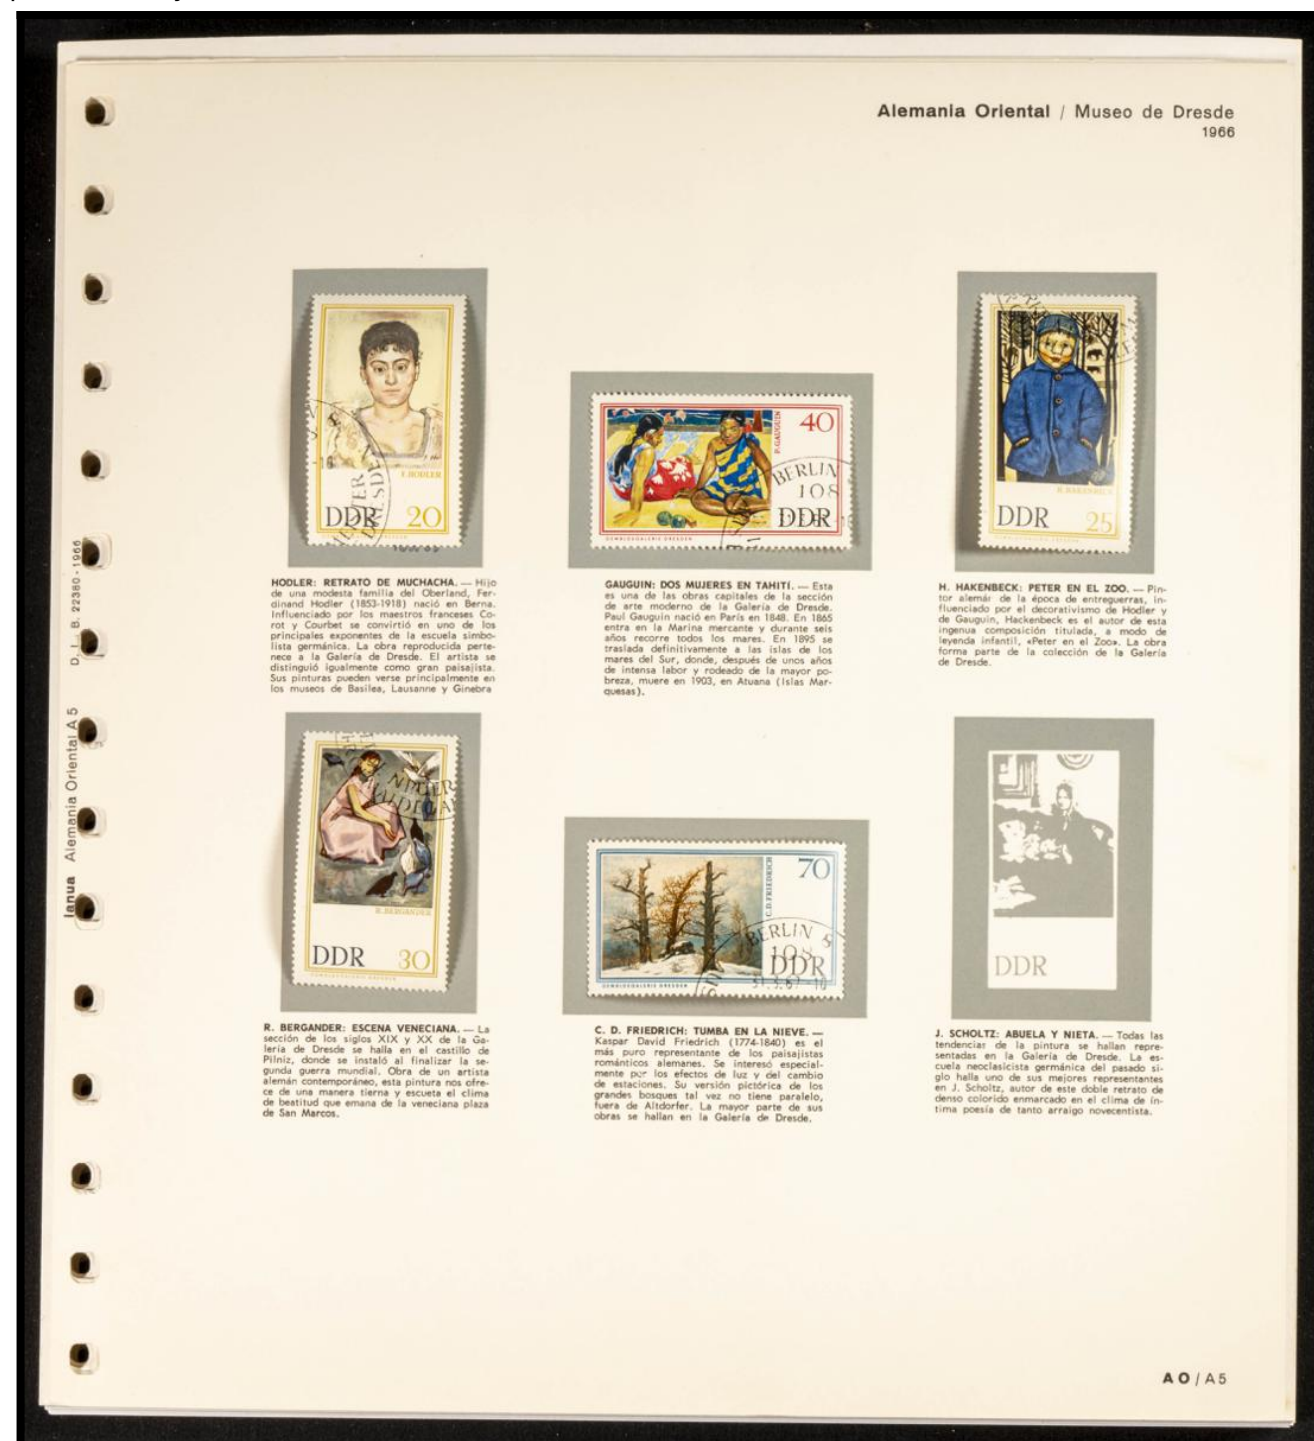 Alemania Oriental / Museo de Dresde
1966
F. HODLER
DDR 20
HODLER: RETRATO DE MUCHACHA. — Hijo
de una modesta familia del Oberland, Fer-
dinand Hodler (1853-1918) nació en Berna.
Influenciado por los maestros franceses Co-
rot y Courbet se convirtió en uno de los
principales exponentes de la escuela simbo-
lista germánica. La obra reproducida perte-
nece a la Galería de Dresde. El artista se
distinguió igualmente como gran paisajista.
Sus pinturas pueden verse principalmente en
los museos de Basilea, Lausanne y Ginebra
40
P. GAUGUIN
BERLIN
108
DDR
GEMÄLDEGALERIE DRESDEN
GAUGUIN: DOS MUJERES EN TAHITÍ. — Esta
es una de las obras capitales de la sección
de arte moderno de la Galería de Dresde.
Paul Gauguin nació en París en 1848. En 1865
entra en la Marina mercante y durante seis
años recorre todos los mares. En 1895 se
traslada definitivamente a las islas de los
mares del Sur, donde, después de unos años
de intensa labor y rodeado de la mayor po-
breza, muere en 1903, en Atuana (Islas Mar-
quesas).
H. HAKENBECK
DDR 25
H. HAKENBECK: PETER EN EL ZOO. — Pin-
tor alemár de la época de entreguerras, in-
fluenciado por el decorativismo de Hodler y
de Gauguin, Hackenbeck es el autor de esta
ingenua composición titulada, a modo de
leyenda infantil, «Peter en el Zoo». La obra
forma parte de la colección de la Galería
de Dresde.
R. BERGANDER
DDR 30
R. BERGANDER: ESCENA VENECIANA. — La
sección de los siglos XIX y XX de la Ga-
lería de Dresde se halla en el castillo de
Pilniz, donde se instaló al finalizar la se-
gunda guerra mundial. Obra de un artista
alemán contemporáneo, esta pintura nos ofre-
ce de una manera tierna y escueta el clima
de beatitud que emana de la veneciana plaza
de San Marcos.
70
C. D. FRIEDRICH
BERLIN 8
108
DDR
GEMÄLDEGALERIE DRESDEN
C. D. FRIEDRICH: TUMBA EN LA NIEVE. —
Kaspar David Friedrich (1774-1840) es el
más puro representante de los paisajistas
románticos alemanes. Se interesó especial-
mente por los efectos de luz y del cambio
de estaciones. Su versión pictórica de los
grandes bosques tal vez no tiene paralelo,
fuera de Altdorfer. La mayor parte de sus
obras se hallan en la Galería de Dresde.
DDR
J. SCHOLTZ: ABUELA Y NIETA. — Todas las
tendencias de la pintura se hallan repre-
sentadas en la Galería de Dresde. La es-
cuela neoclasicista germánica del pasado si-
glo halla uno de sus mejores representantes
en J. Scholtz, autor de este doble retrato de
denso colorido enmarcado en el clima de ín-
tima poesía de tanto arraigo novecentista.
Ianua Alemania Oriental A 5
B. 22380 - 1966
A O / A 5